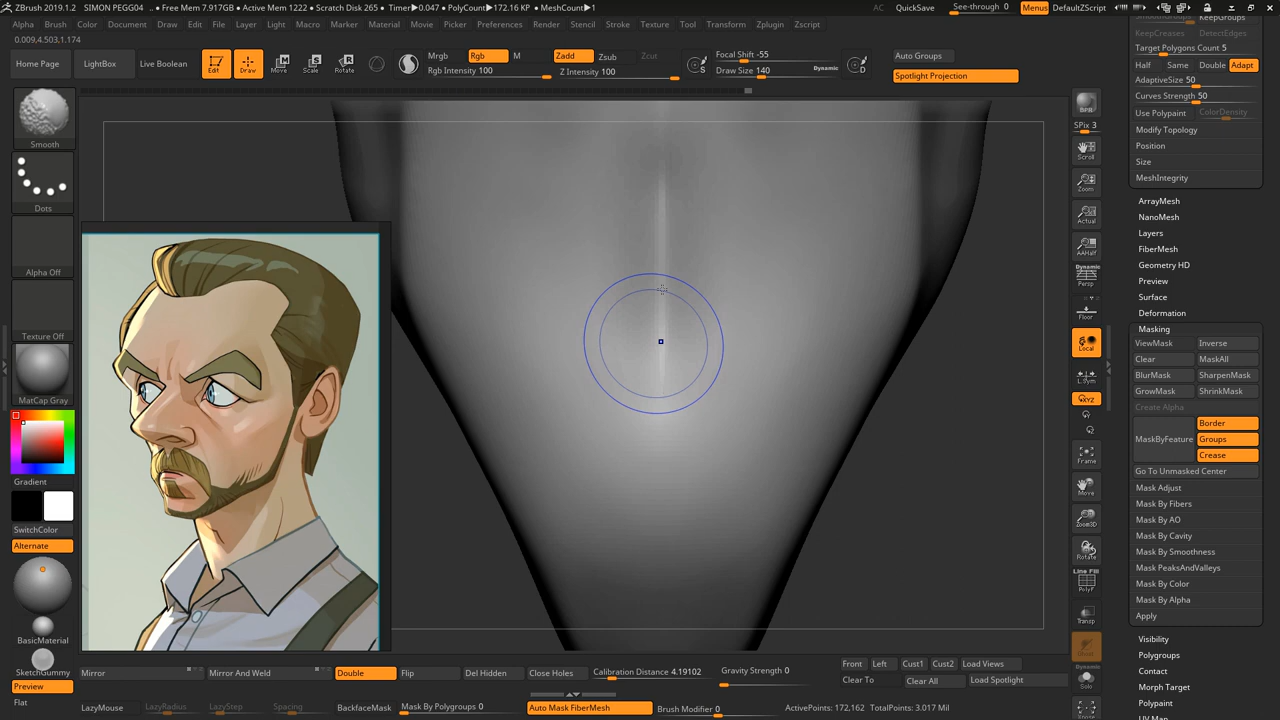 ZBrush 2019.1.2 SIMON PEGG04 .. • Free Mem 7.917GB • Active Mem 1222 • Scratch Disk 265 • Timer▶0.047 • PolyCount▶172.16 KP • MeshCount▶1 AC QuickSave See-through 0 Menus DefaultZScript
Alpha Brush Color Document Draw Edit File Layer Light Macro Marker Material Movie Picker Preferences Render Stencil Stroke Texture Tool Transform Zplugin Zscript
0.009,4.503,1.174
Home Page LightBox Live Boolean Edit Draw Move Scale Rotate
Mrgb Rgb M Zadd Zsub Zcut
Rgb Intensity 100 Z Intensity 100
Focal Shift -55
Draw Size 140 Dynamic
S D
Auto Groups
Spotlight Projection
Smooth
Dots
Alpha Off
Texture Off
MatCap Gray
Gradient
SwitchColor
Alternate
BasicMaterial
SketchGummy
Preview
Flat
BPR
SPix 3
Scroll
Zoom
Actual
AAHalf
Dynamic
Persp
Floor
Local
L.Sym
XYZ
Frame
Move
Zoom3D
Rotate
Line Fill
PolyF
Transp
Dynamic
Solo
KeepGroups
KeepCreases DetectEdges
Target Polygons Count 5
Half Same Double Adapt
AdaptiveSize 50
Curves Strength 50
Use Polypaint ColorDensity
Modify Topology
Position
Size
MeshIntegrity
ArrayMesh
NanoMesh
Layers
FiberMesh
Geometry HD
Preview
Surface
Deformation
Masking
ViewMask Inverse
Clear MaskAll
BlurMask SharpenMask
GrowMask ShrinkMask
Create Alpha
MaskByFeature
Border
Groups
Crease
Go To Unmasked Center
Mask Adjust
Mask By Fibers
Mask By AO
Mask By Cavity
Mask By Smoothness
Mask PeaksAndValleys
Mask By Color
Mask By Alpha
Apply
Visibility
Polygroups
Contact
Morph Target
Polypaint
UV Map
Mirror Mirror And Weld Double Flip Del Hidden Close Holes Calibration Distance 4.19102 Gravity Strength 0
Front Left Cust1 Cust2 Load Views
Clear To Clear All Load Spotlight
LazyMouse LazyRadius LazyStep Spacing BackfaceMask Mask By Polygroups 0 Auto Mask FiberMesh Brush Modifier 0 ActivePoints: 172,162 TotalPoints: 3.017 Mil